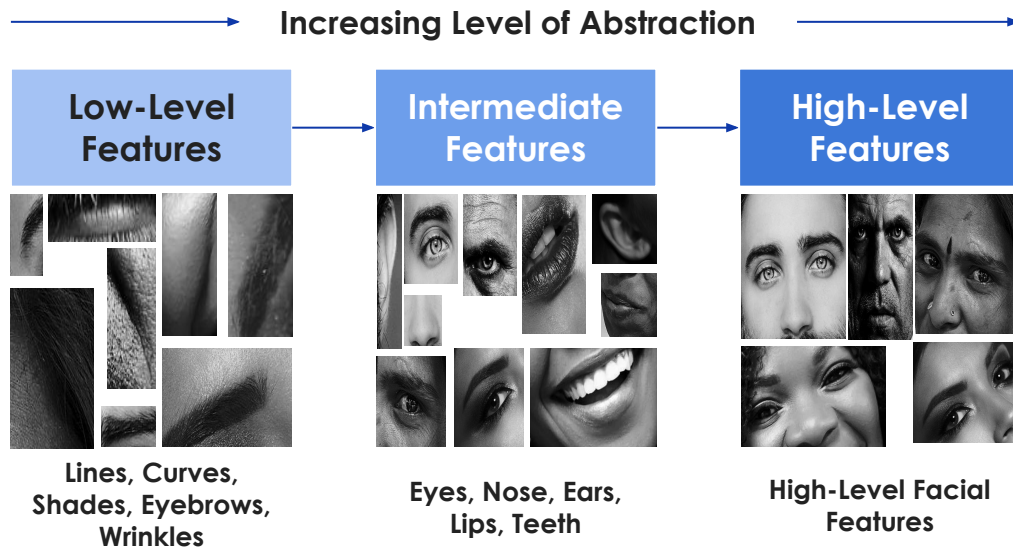 Increasing Level of Abstraction
Low-Level
Features
Intermediate
Features
High-Level
Features
Lines, Curves,
Shades, Eyebrows,
Wrinkles
Eyes, Nose, Ears,
Lips, Teeth
High-Level Facial
Features